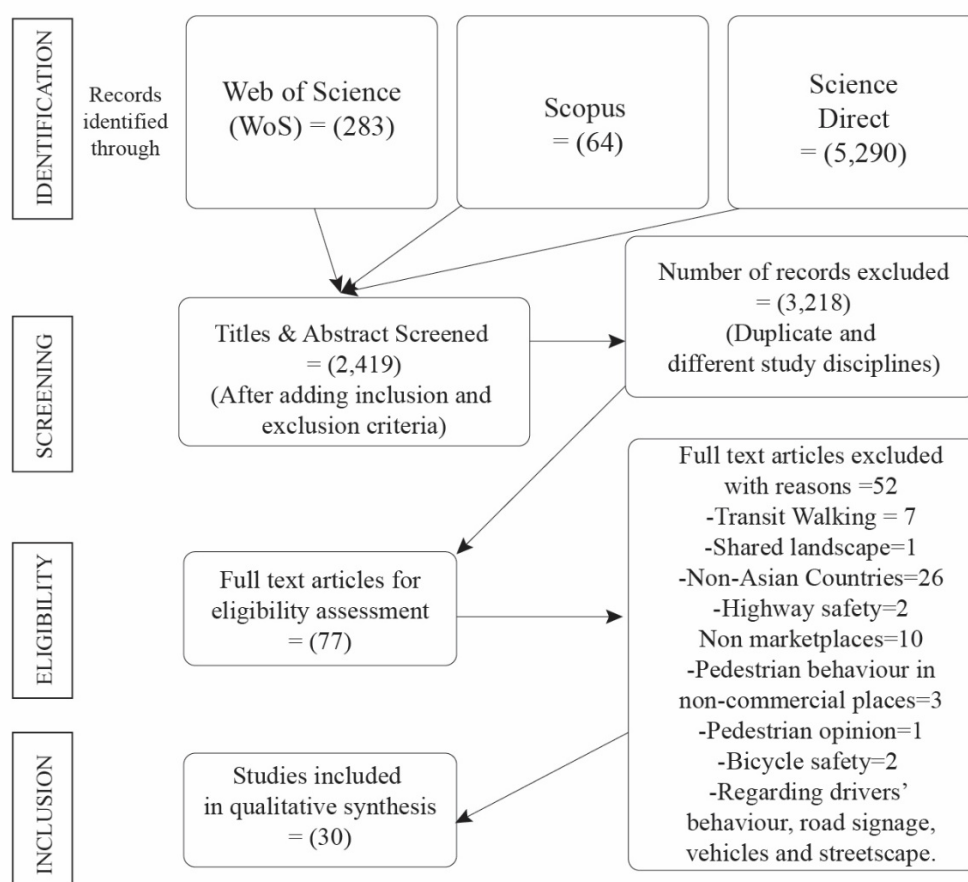 IDENTIFICATION
Records
identified
through
Web of Science
(WoS) = (283)
Scopus
= (64)
Science
Direct
= (5,290)
SCREENING
Titles & Abstract Screened
= (2,419)
(After adding inclusion and
exclusion criteria)
Number of records excluded
= (3,218)
(Duplicate and
different study disciplines)
ELIGIBILITY
Full text articles for
eligibility assessment
= (77)
Full text articles excluded
with reasons =52
-Transit Walking = 7
-Shared landscape=1
-Non-Asian Countries=26
-Highway safety=2
Non marketplaces=10
-Pedestrian behaviour in
non-commercial places=3
-Pedestrian opinion=1
-Bicycle safety=2
-Regarding drivers’
behaviour, road signage,
vehicles and streetscape.
INCLUSION
Studies included
in qualitative synthesis
= (30)